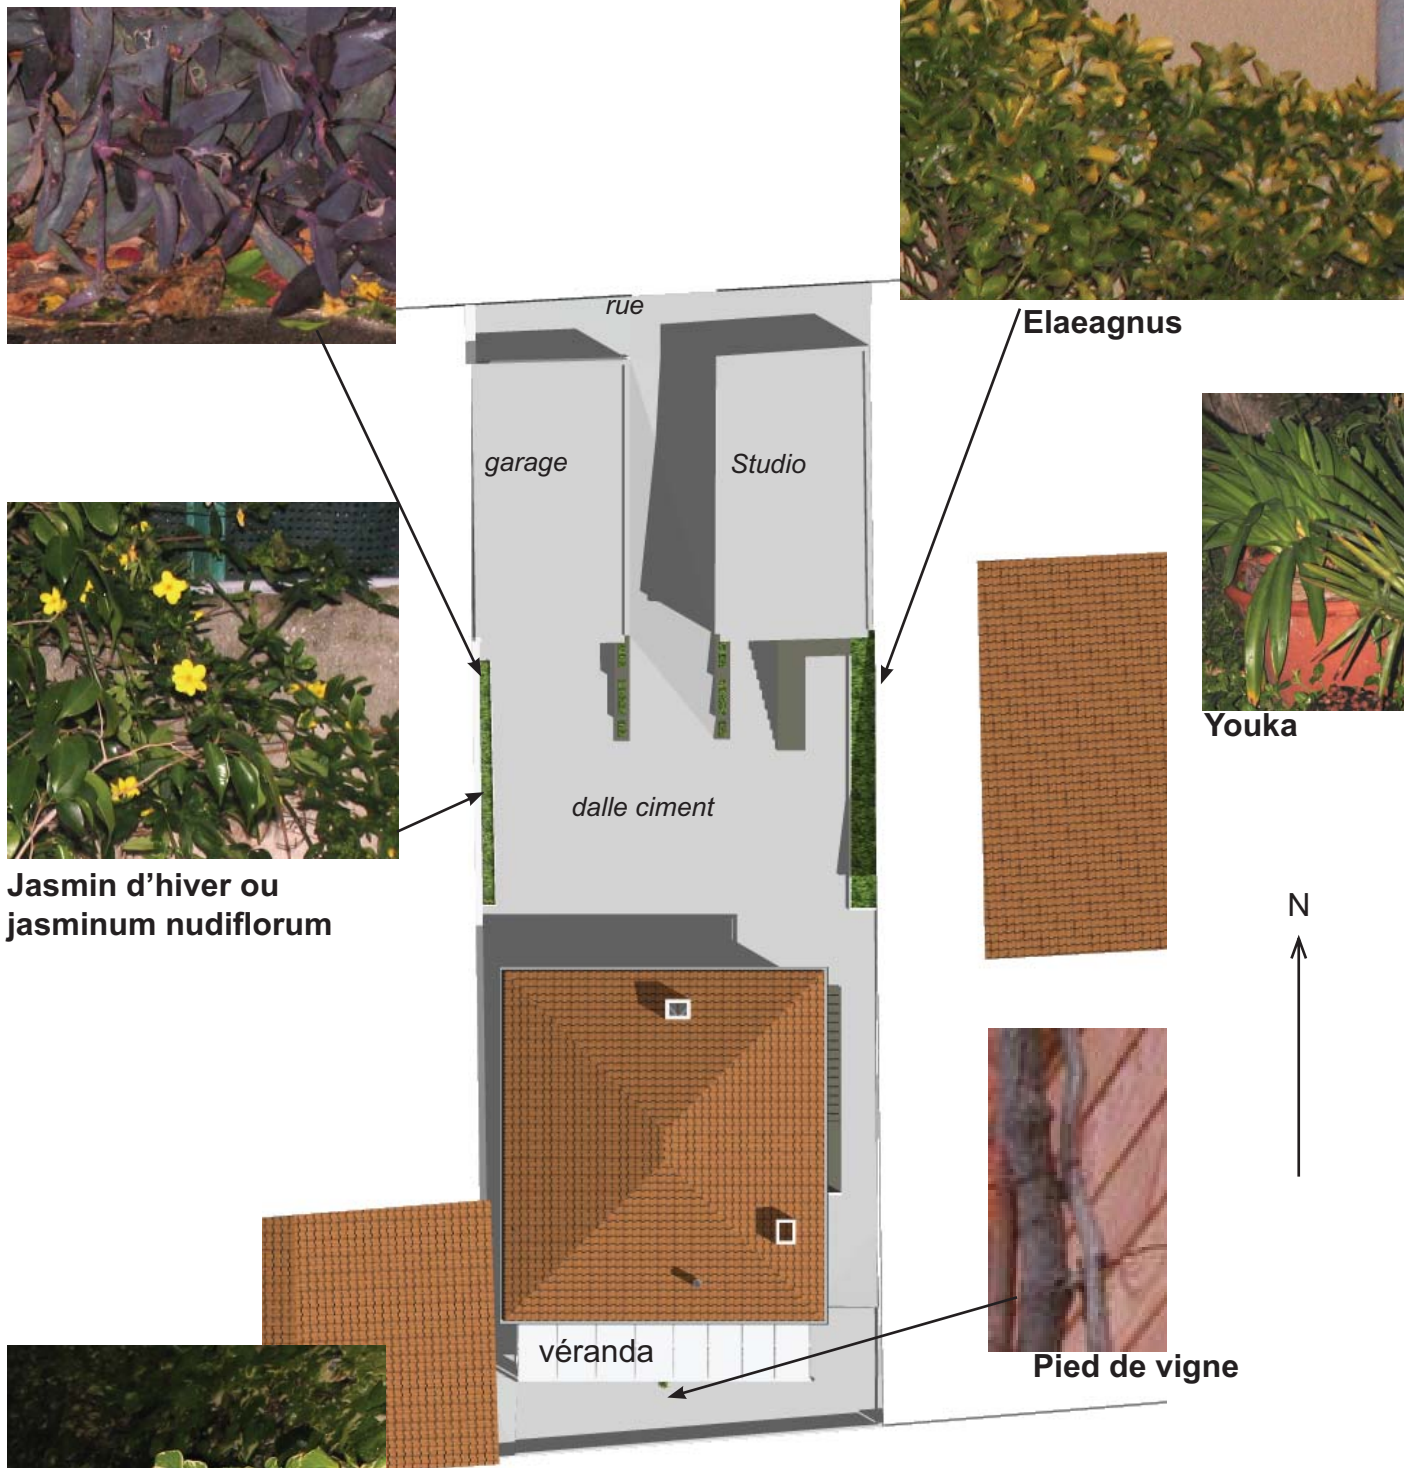 rue
Elaeagnus
garage
Studio
Youka
dalle ciment
Jasmin d'hiver ou
jasminum nudiflorum
N
véranda
Pied de vigne